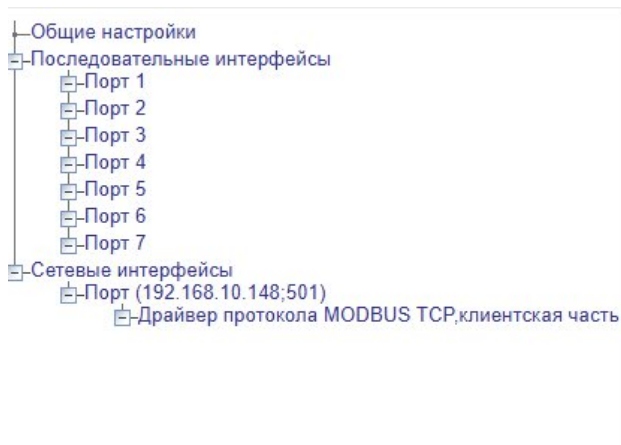 Общие настройки
Последовательные интерфейсы
Порт 1
Порт 2
Порт 3
Порт 4
Порт 5
Порт 6
Порт 7
Сетевые интерфейсы
Порт (192.168.10.148;501)
Драйвер протокола MODBUS TCP,клиентская часть